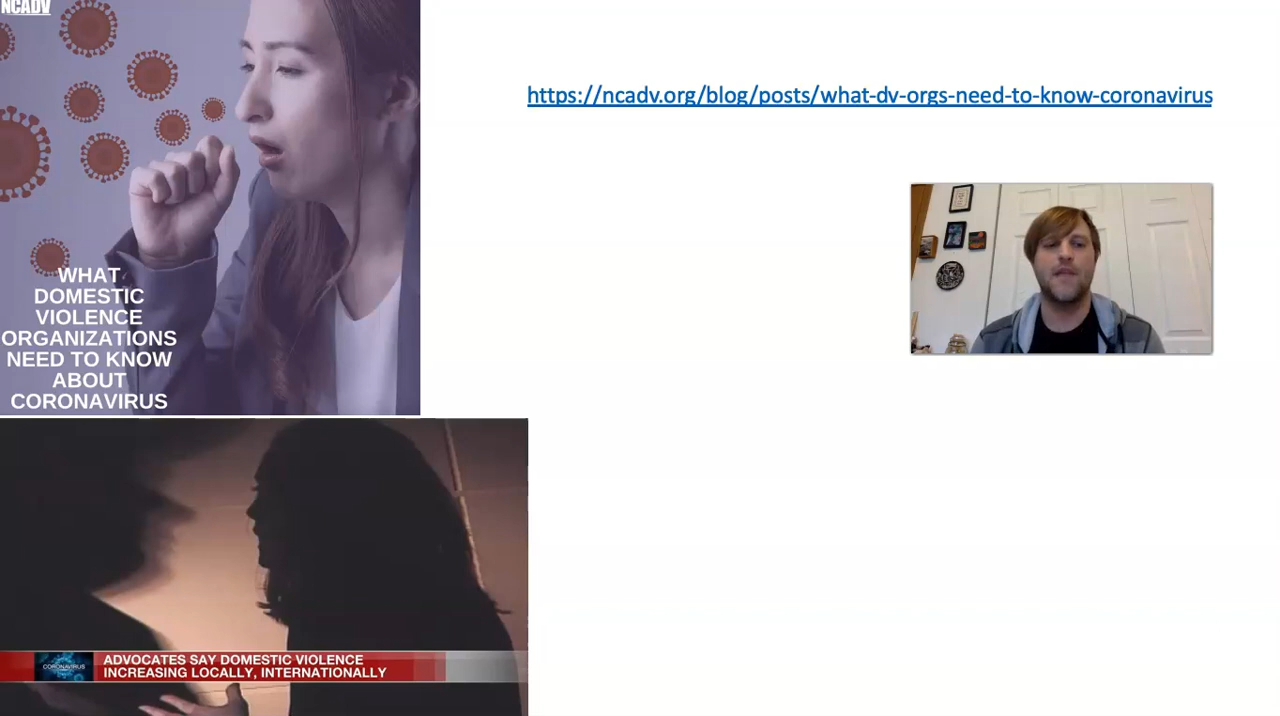 NCADV
https://ncadv.org/blog/posts/what-dv-orgs-need-to-know-coronavirus
WHAT
DOMESTIC
VIOLENCE
ORGANIZATIONS
NEED TO KNOW
ABOUT
CORONAVIRUS
CORONAVIRUS
ADVOCATES SAY DOMESTIC VIOLENCE
INCREASING LOCALLY, INTERNATIONALLY